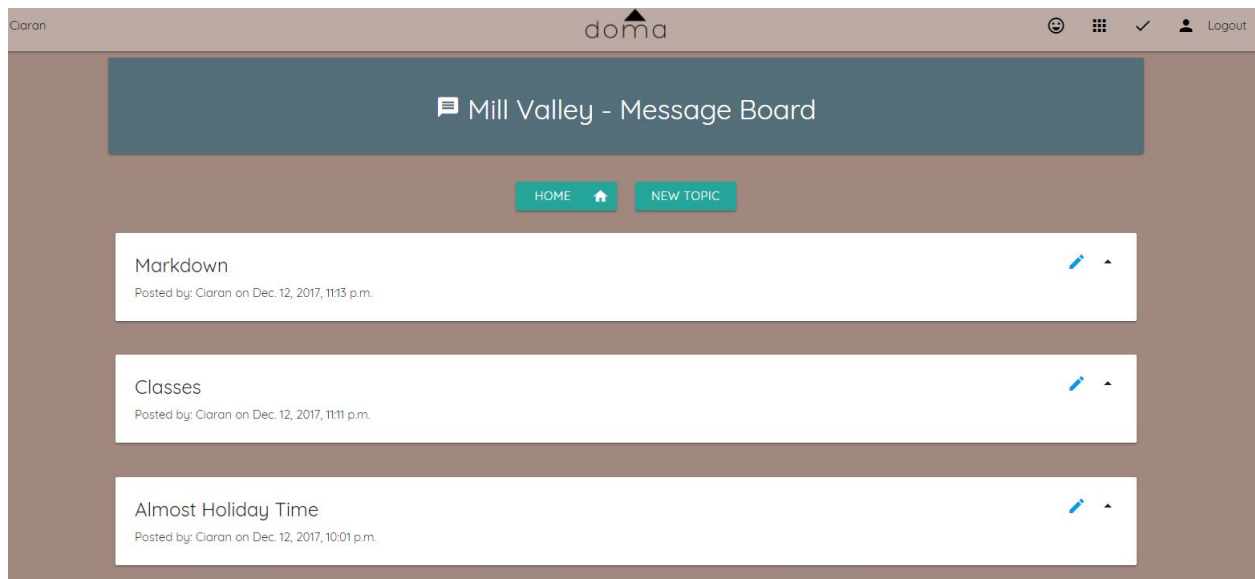 Ciaran
doma
Logout
Mill Valley - Message Board
HOME
NEW TOPIC
Markdown
Posted by: Ciaran on Dec. 12, 2017, 11:13 p.m.
Classes
Posted by: Ciaran on Dec. 12, 2017, 11:11 p.m.
Almost Holiday Time
Posted by: Ciaran on Dec. 12, 2017, 10:01 p.m.